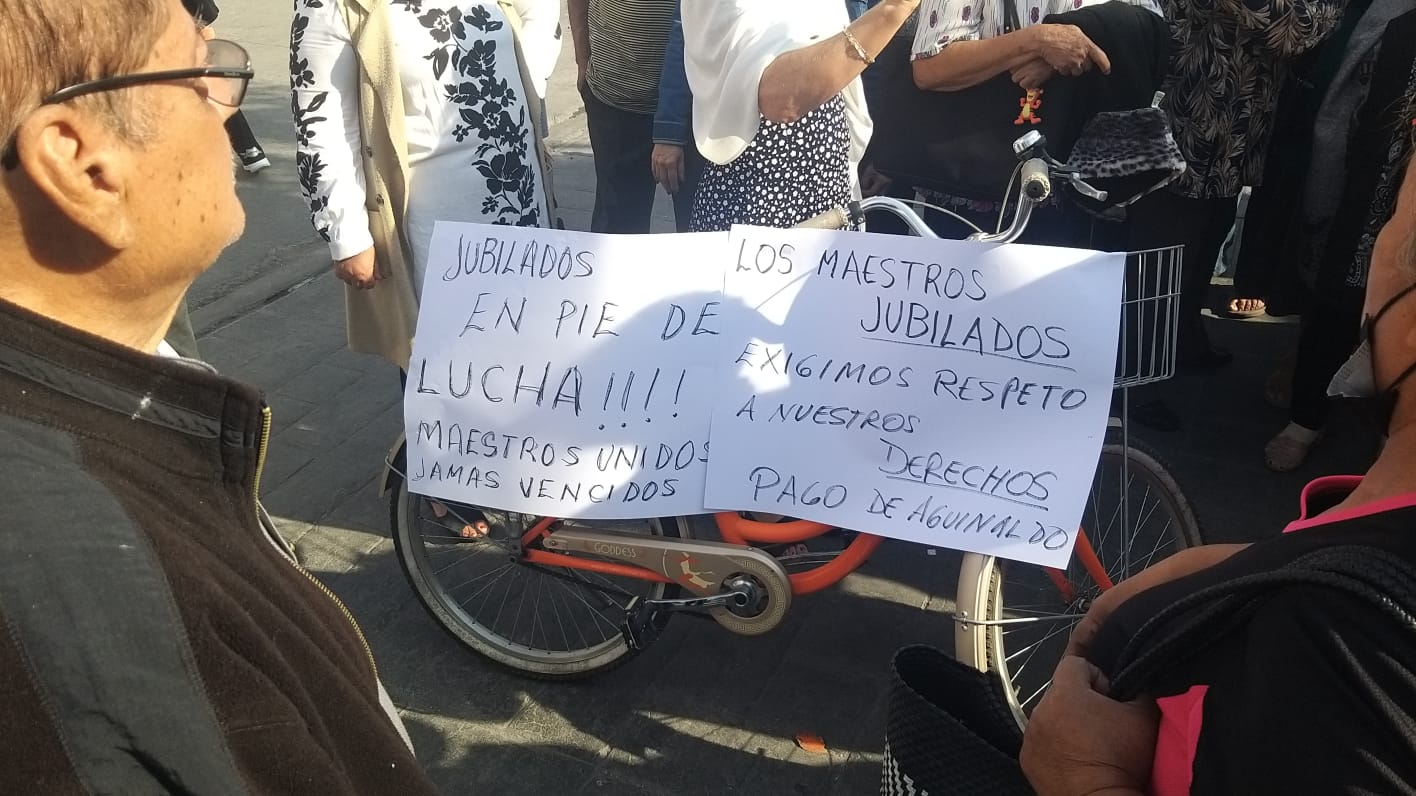 JUBILADOS
EN PIE DE
LUCHA!!!!
MAESTROS UNIDOS
JAMAS VENCIDOS
LOS MAESTROS
JUBILADOS
EXIGIMOS RESPETO
A NUESTROS
DERECHOS
PAGO DE AGUINALDO
GODDESS